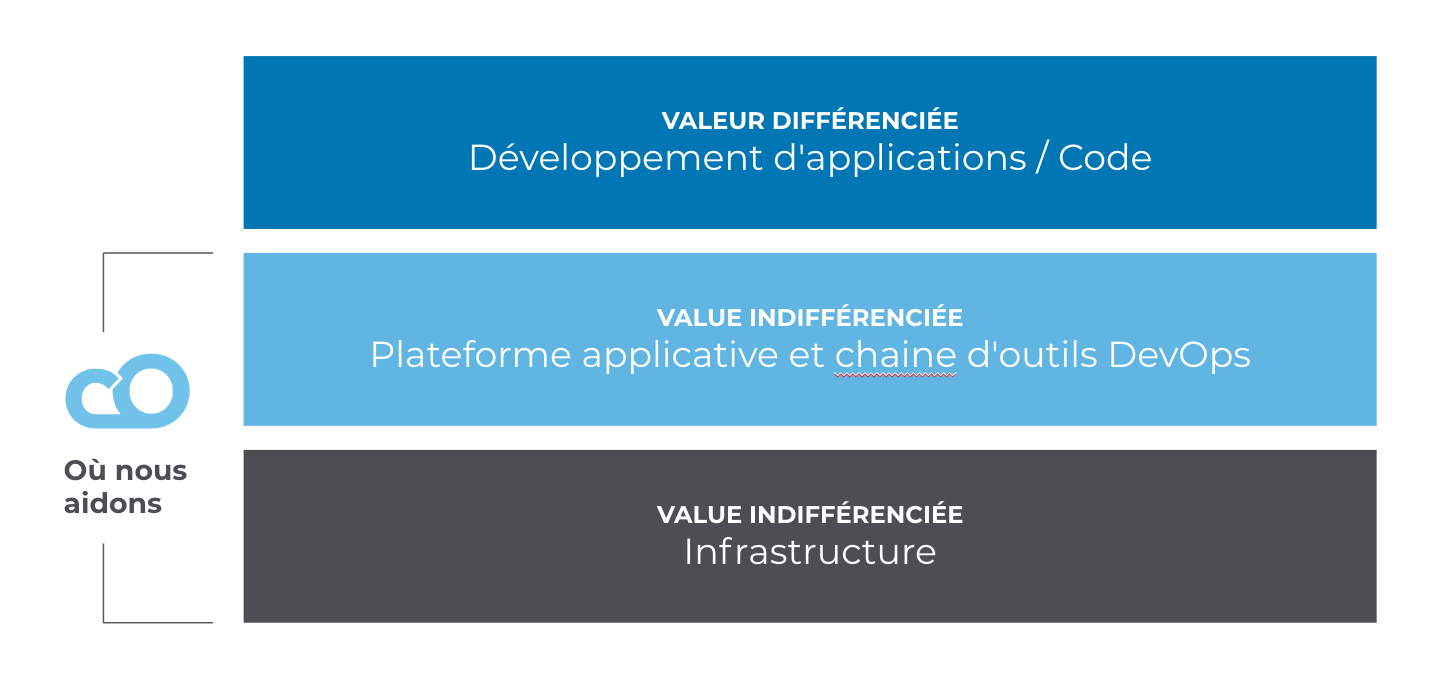 VALEUR DIFFÉRENCIÉE
Développement d'applications / Code
VALUE INDIFFÉRENCIÉE
Plateforme applicative et chaine d'outils DevOps
Où nous
aidons
VALUE INDIFFÉRENCIÉE
Infrastructure